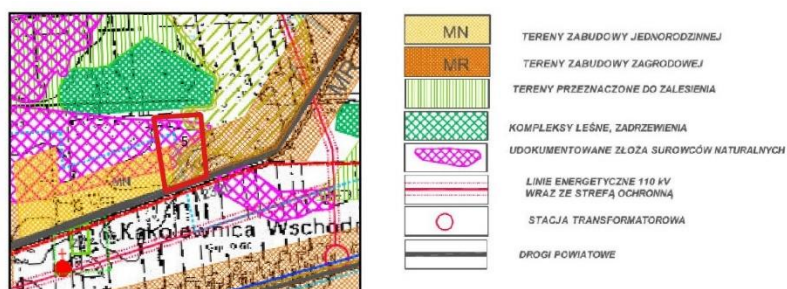 MR
5
MN
Kąkolewnica Wschod
MN TERENY ZABUDOWY JEDNORODZINNEJ
MR TERENY ZABUDOWY ZAGRODOWEJ
TERENY PRZEZNACZONE DO ZALESIENIA
KOMPLEKSY LEŚNE, ZADRZEWIENIA
UDOKUMENTOWANE ZŁOŻA SUROWCÓW NATURALNYCH
LINIE ENERGETYCZNE 110 kV
WRAZ ZE STREFĄ OCHRONNĄ
STACJA TRANSFORMATOROWA
DROGI POWIATOWE